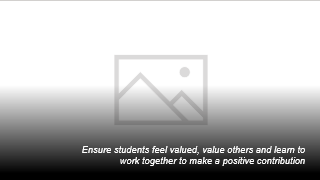 Ensure students feel valued, value others and learn to
work together to make a positive contribution